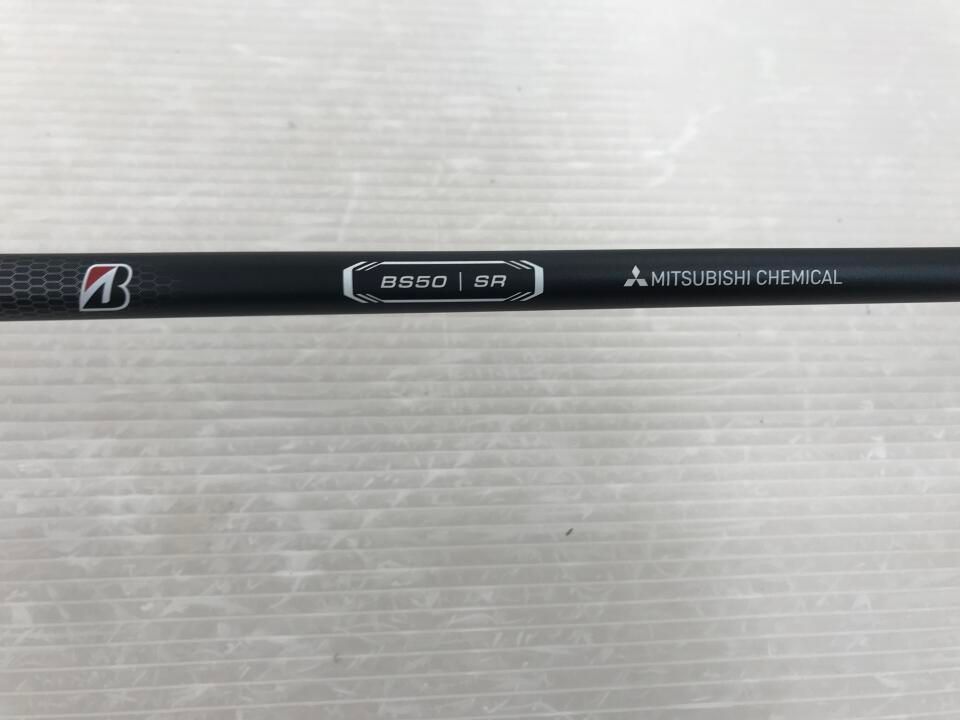 B
BS50 | SR
MITSUBISHI CHEMICAL